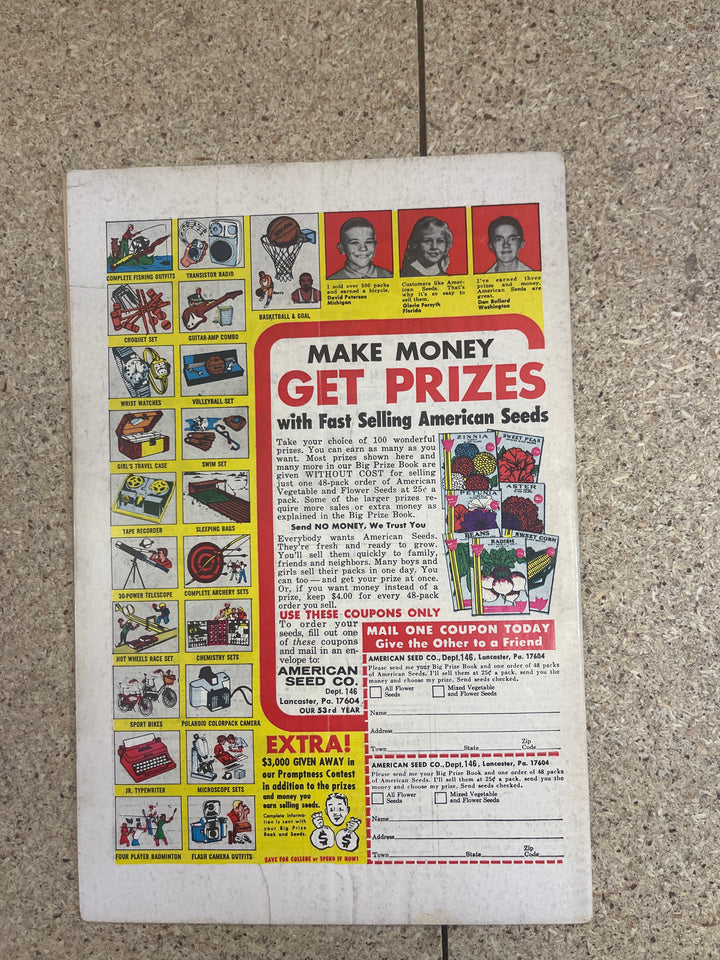 COMPLETE FISHING OUTFITS
TRANSISTOR RADIO
BASKETBALL & GOAL
CROQUET SET
GUITAR-AMP COMBO
WRIST WATCHES
VOLLEYBALL SET
GIRL'S TRAVEL CASE
SWIM SET
TAPE RECORDER
SLEEPING BAGS
30-POWER TELESCOPE
COMPLETE ARCHERY SETS
HOT WHEELS RACE SET
CHEMISTRY SETS
SPORT BIKES
POLAROID COLORPACK CAMERA
JR. TYPEWRITER
MICROSCOPE SETS
FOUR PLAYER BADMINTON
FLASH CAMERA OUTFITS
I sold over 500 packs
and earned a bicycle.
David Peterson
Michigan
Customers like Amer-
ican Seeds. That's
why it's so easy to
sell them.
Gloria Forsyth
Florida
I've earned three
prizes and money.
American Seeds are
great.
Dan Bullard
Washington
MAKE MONEY
GET PRIZES
with Fast Selling American Seeds
Take your choice of 100 wonderful
prizes. You can earn as many as you
want. Most prizes shown here and
many more in our Big Prize Book are
given WITHOUT COST for selling
just one 48-pack order of American
Vegetable and Flower Seeds at 25¢ a
pack. Some of the larger prizes re-
quire more sales or extra money as
explained in the Big Prize Book.
Send NO MONEY, We Trust You
Everybody wants American Seeds.
They're fresh and ready to grow.
You'll sell them quickly to family,
friends and neighbors. Many boys and
girls sell their packs in one day. You
can too — and get your prize at once.
Or, if you want money instead of a
prize, keep $4.00 for every 48-pack
order you sell.
ZINNIA
SWEET PEAS
PETUNIA
ASTER
BEANS
RADISH
SWEET CORN
USE THESE COUPONS ONLY
To order your
seeds, fill out one
of these coupons
and mail in an en-
velope to:
AMERICAN
SEED CO.
Dept. 146
Lancaster, Pa. 17604
OUR 53rd YEAR
EXTRA!
$3,000 GIVEN AWAY in
our Promptness Contest
in addition to the prizes
and money you
earn selling seeds.
Complete informa-
tion is sent with
your Big Prize
Book and Seeds.
$ $
SAVE FOR COLLEGE or SPEND IT NOW!
MAIL ONE COUPON TODAY
Give the Other to a Friend
AMERICAN SEED CO., Dept. 146, Lancaster, Pa. 17604
Please send me your Big Prize Book and one order of 48 packs
of American Seeds. I'll sell them at 25¢ a pack, send you the
money and choose my prize. Send seeds checked.
All Flower
Seeds
Mixed Vegetable
and Flower Seeds
Name
Address
Town State Zip Code
AMERICAN SEED CO., Dept. 146, Lancaster, Pa. 17604
Please send me your Big Prize Book and one order of 48 packs
of American Seeds. I'll sell them at 25¢ a pack, send you the
money and choose my prize. Send seeds checked.
All Flower
Seeds
Mixed Vegetable
and Flower Seeds
Name
Address
Town State Zip Code